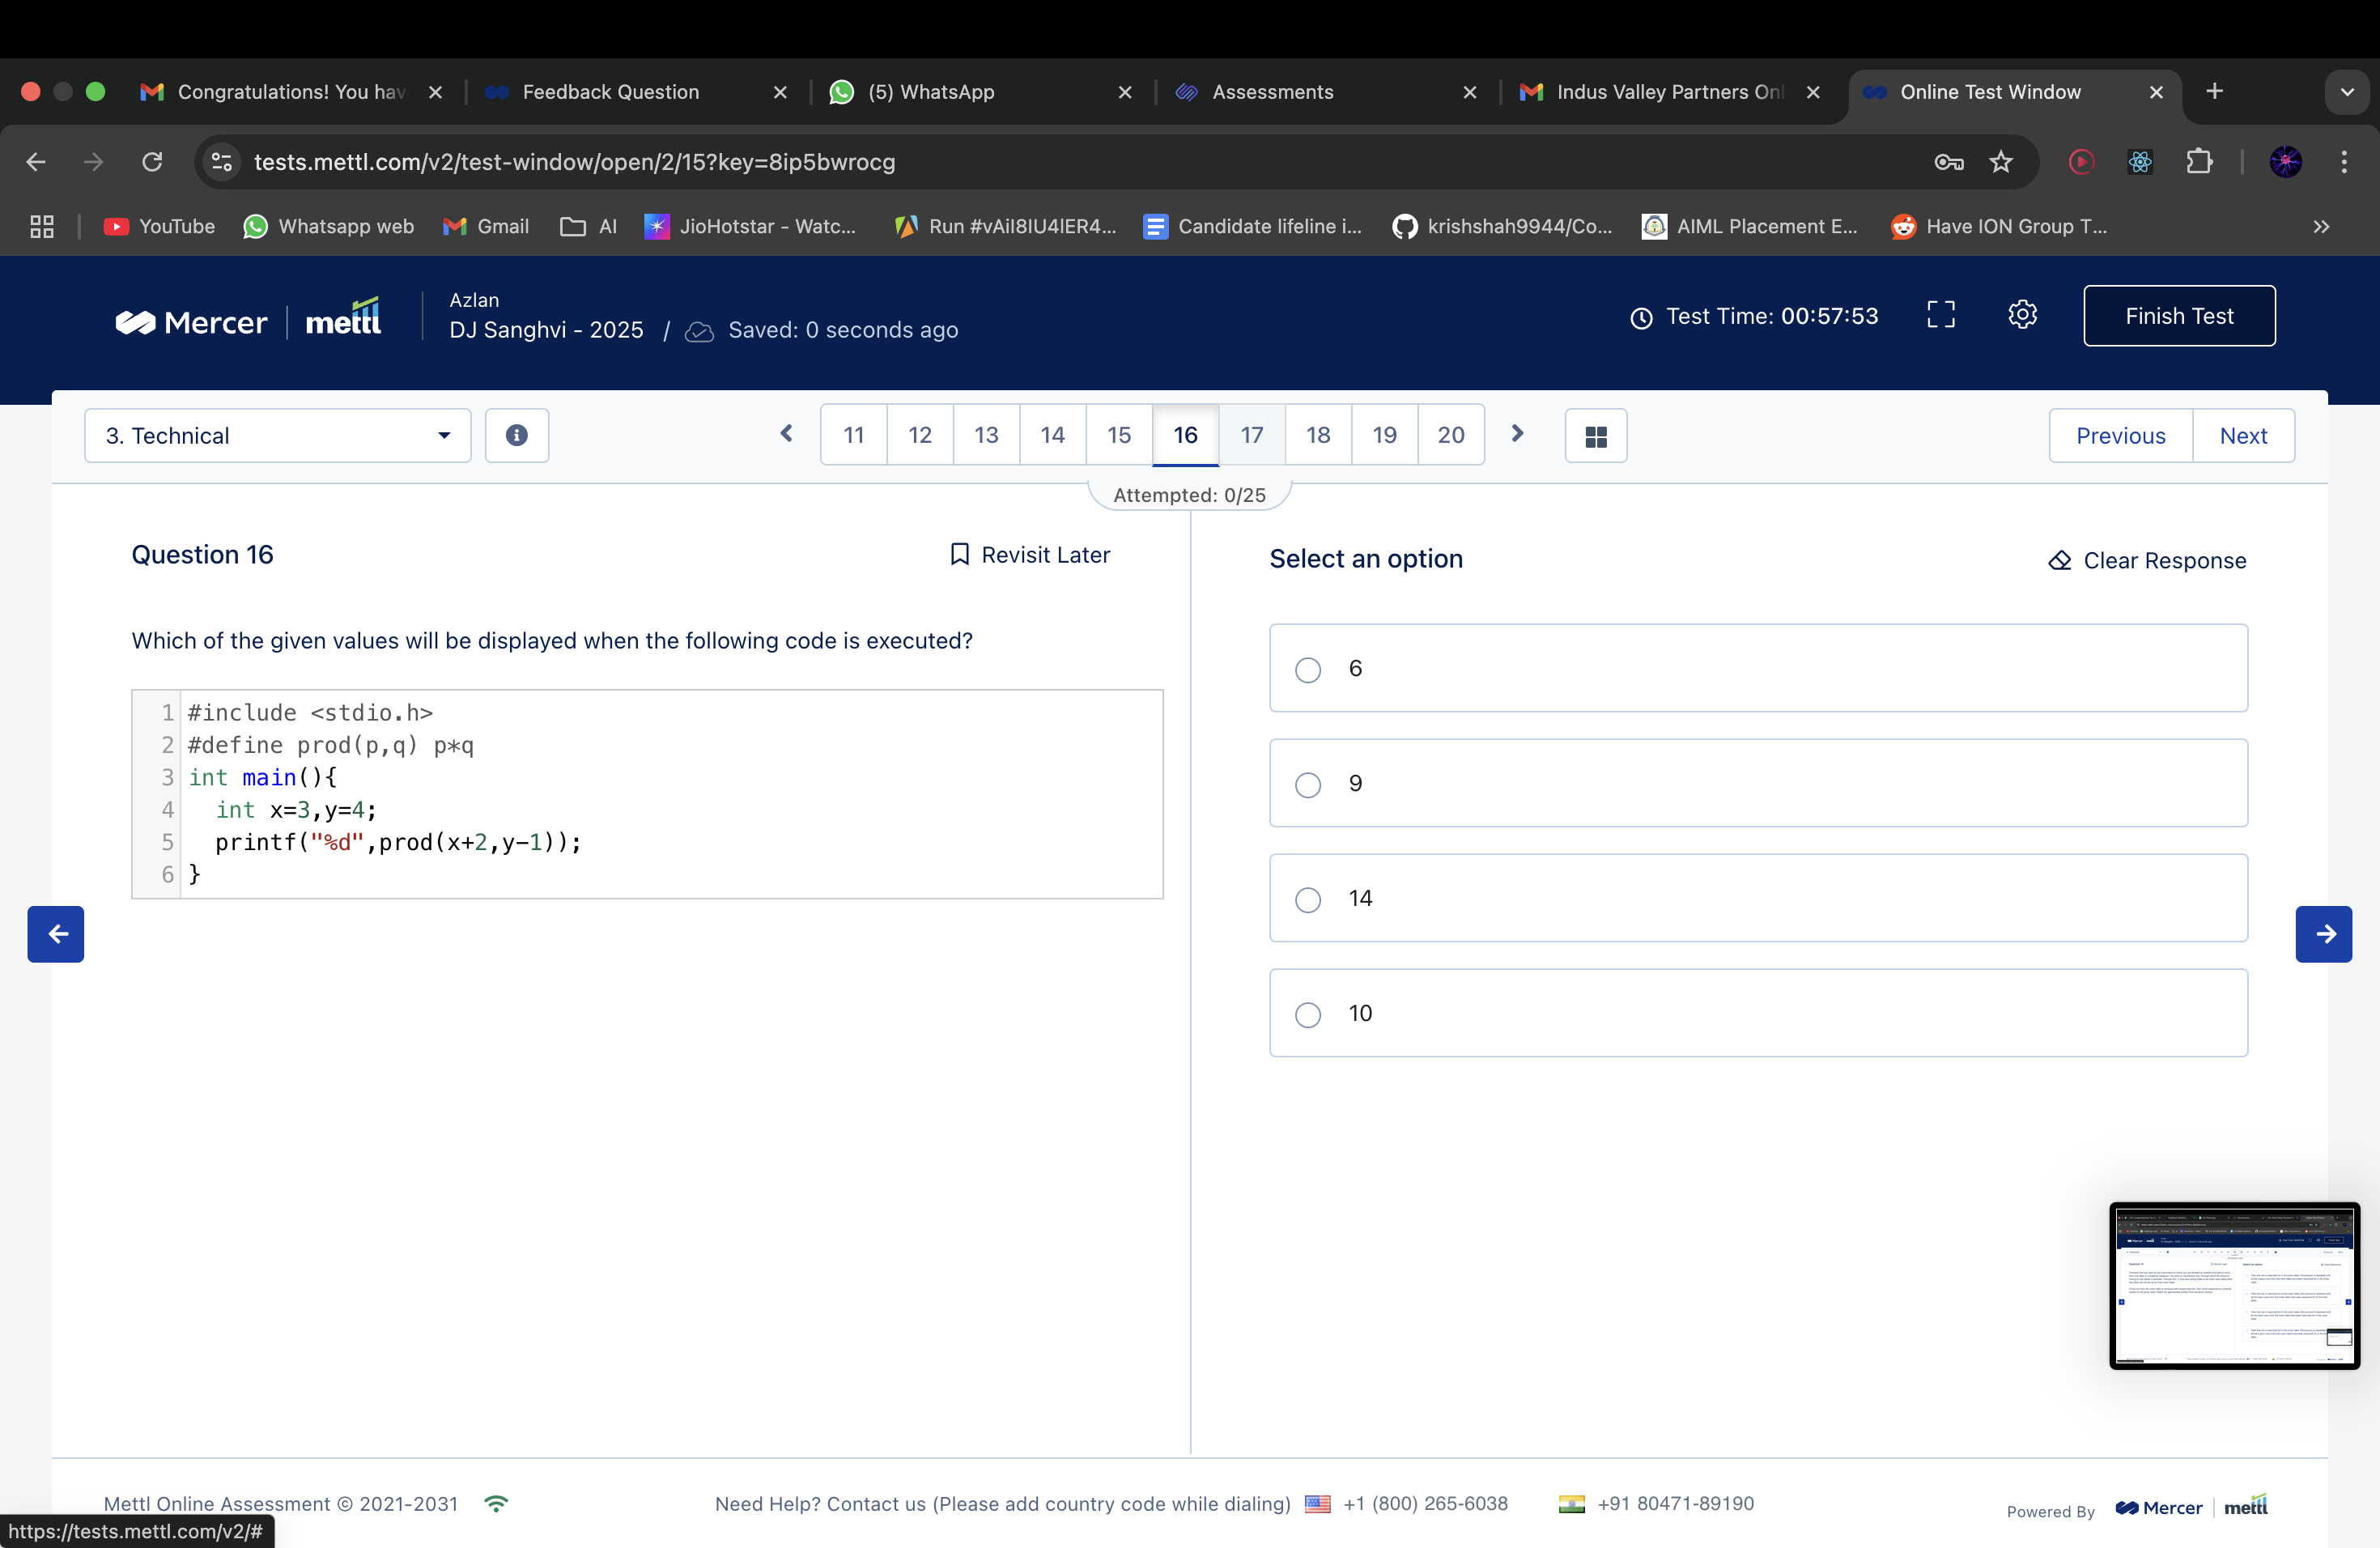 Congratulations! You hav
Feedback Question
(5) WhatsApp
Assessments
Indus Valley Partners Onl
Online Test Window
tests.mettl.com/v2/test-window/open/2/15?key=8ip5bwrocg
YouTube
Whatsapp web
Gmail
AI
JioHotstar - Watc...
Run #vAil8IU4lER4...
Candidate lifeline i...
krishshah9944/Co...
AIML Placement E...
Have ION Group T...
Mercer | mettl
Azlan
DJ Sanghvi - 2025 / Saved: 0 seconds ago
Test Time: 00:57:53
Finish Test
3. Technical
11 12 13 14 15 16 17 18 19 20
Previous Next
Attempted: 0/25
Question 16
Revisit Later
Which of the given values will be displayed when the following code is executed?
1 #include <stdio.h>
2 #define prod(p,q) p*q
3 int main(){
4 int x=3,y=4;
5 printf("%d",prod(x+2,y-1));
6 }
Select an option
Clear Response
6
9
14
10
Mettl Online Assessment © 2021-2031
Need Help? Contact us (Please add country code while dialing) +1 (800) 265-6038 +91 80471-89190
Powered By Mercer | mettl
https://tests.mettl.com/v2/#